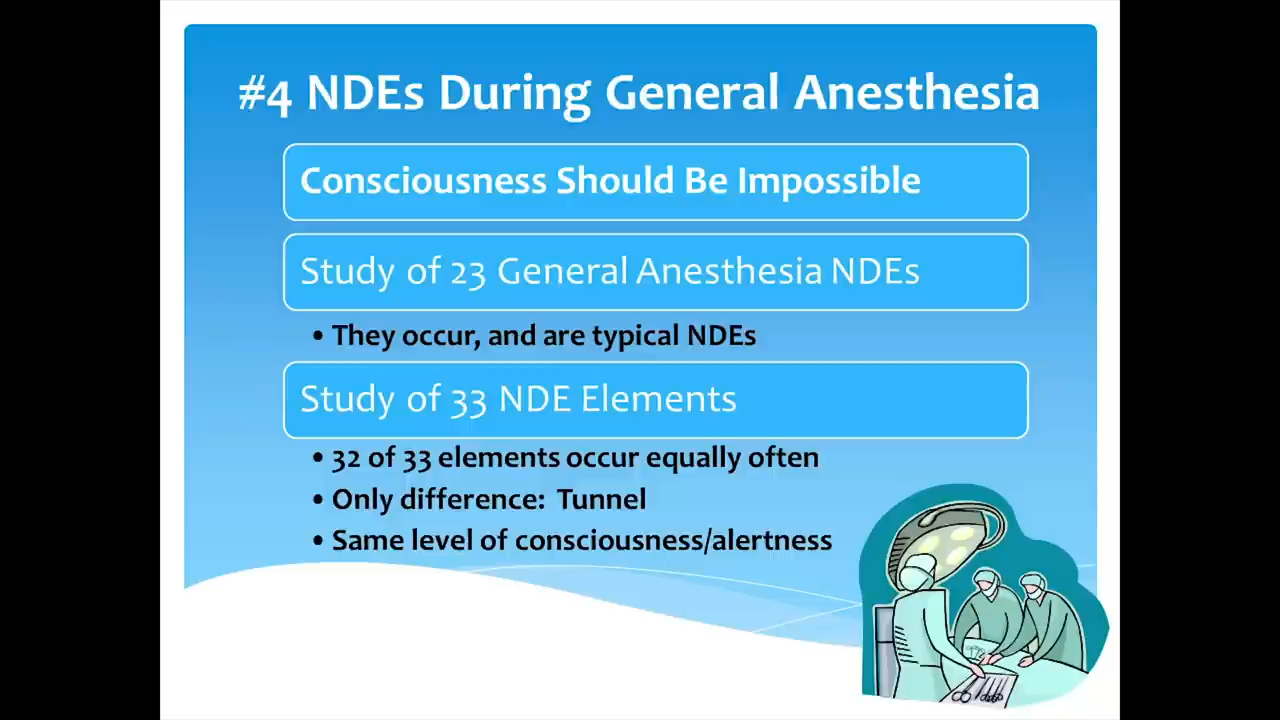 #4 NDEs During General Anesthesia
Consciousness Should Be Impossible
Study of 23 General Anesthesia NDEs
• They occur, and are typical NDEs
Study of 33 NDE Elements
• 32 of 33 elements occur equally often
• Only difference: Tunnel
• Same level of consciousness/alertness